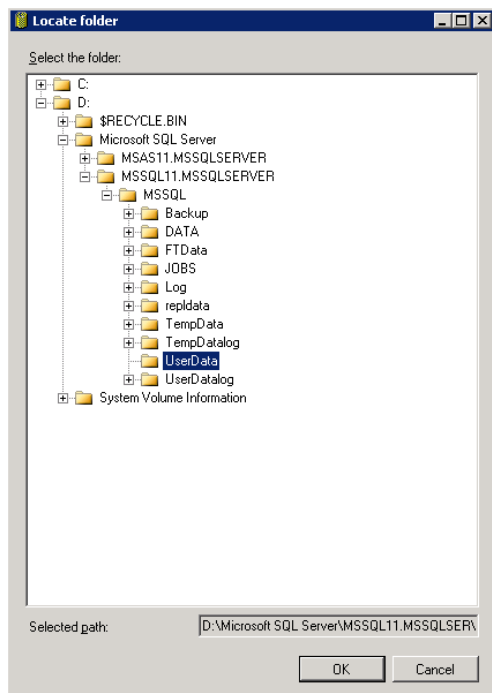 Locate folder
Select the folder:
C:
D:
$RECYCLE.BIN
Microsoft SQL Server
MSAS11.MSSQLSERVER
MSSQL11.MSSQLSERVER
MSSQL
Backup
DATA
FTData
JOBS
Log
repldata
TempData
TempDatalog
UserData
UserDatalog
System Volume Information
Selected path: D:\Microsoft SQL Server\MSSQL11.MSSQLSER\
OK Cancel